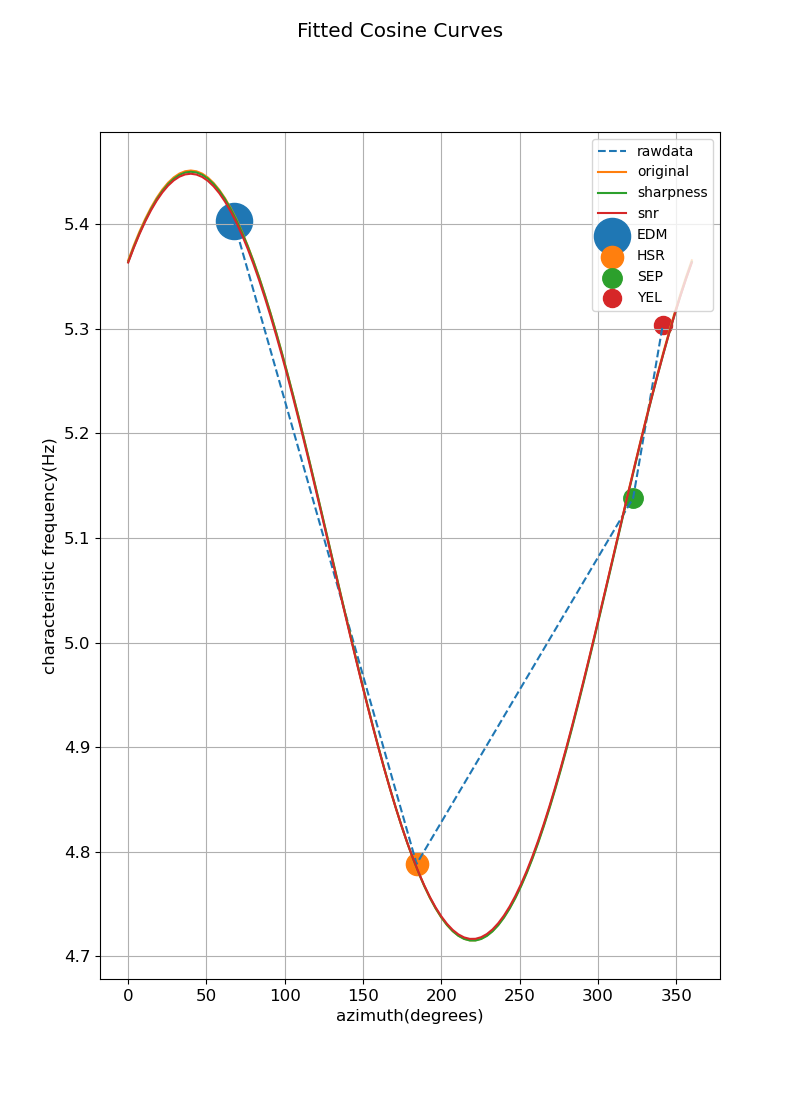 Fitted Cosine Curves
rawdata
original
sharpness
snr
EDM
HSR
SEP
YEL
characteristic frequency(Hz)
5.4
5.3
5.2
5.1
5.0
4.9
4.8
4.7
0 50 100 150 200 250 300 350
azimuth(degrees)